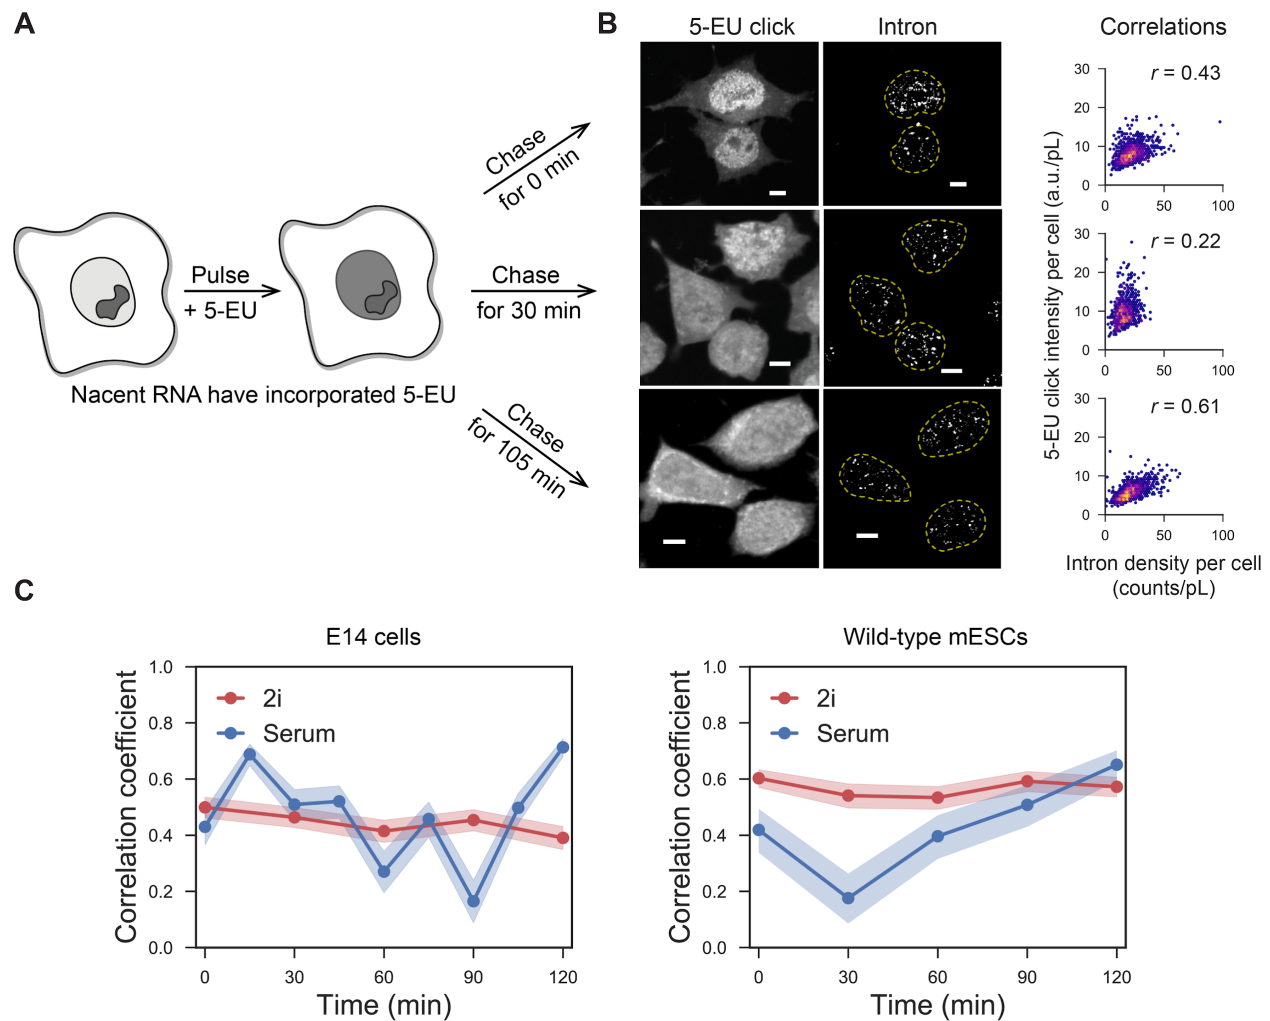 A
Chase
for 0 min
Pulse
+ 5-EU
Chase
for 30 min
Nacent RNA have incorporated 5-EU
Chase
for 105 min
B
5-EU click
Intron
Correlations
5-EU click intensity per cell (a.u./pL)
30
20
10
0
r = 0.43
0
50
100
30
20
10
0
r = 0.22
0
50
100
30
20
10
0
r = 0.61
0
50
100
Intron density per cell
(counts/pL)
C
E14 cells
Correlation coefficient
1.0
0.8
0.6
0.4
0.2
0.0
2i
Serum
0
30
60
90
120
Time (min)
Wild-type mESCs
Correlation coefficient
1.0
0.8
0.6
0.4
0.2
0.0
2i
Serum
0
30
60
90
120
Time (min)